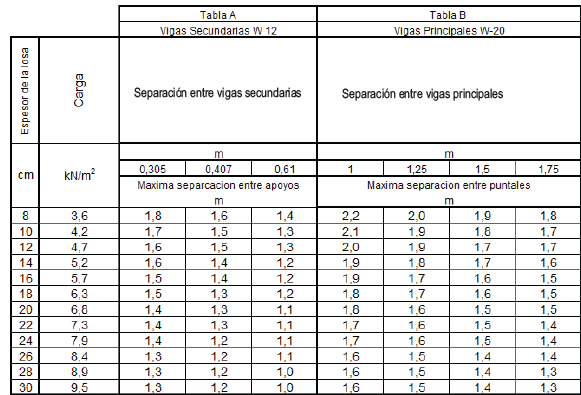 Tabla A Tabla B
Vigas Secundarias W 12 Vigas Principales W-20
Espesor de la losa Carga Separación entre vigas secundarias Separación entre vigas principales
m m
cm kN/m² 0,305 0,407 0,61 1 1,25 1,5 1,75
Maxima separcacion entre apoyos Maxima separacion entre puntales
m m
8 3,6 1,8 1,6 1,4 2,2 2,0 1,9 1,8
10 4,2 1,7 1,5 1,3 2,1 1,9 1,8 1,7
12 4,7 1,6 1,5 1,3 2,0 1,9 1,7 1,7
14 5,2 1,6 1,4 1,2 1,9 1,8 1,7 1,6
16 5,7 1,5 1,4 1,2 1,9 1,7 1,6 1,5
18 6,3 1,5 1,3 1,2 1,8 1,7 1,6 1,5
20 6,8 1,4 1,3 1,1 1,8 1,6 1,5 1,5
22 7,3 1,4 1,3 1,1 1,7 1,6 1,5 1,4
24 7,9 1,4 1,2 1,1 1,7 1,6 1,5 1,4
26 8,4 1,3 1,2 1,1 1,6 1,5 1,4 1,4
28 8,9 1,3 1,2 1,0 1,6 1,5 1,4 1,3
30 9,5 1,3 1,2 1,0 1,6 1,5 1,4 1,3